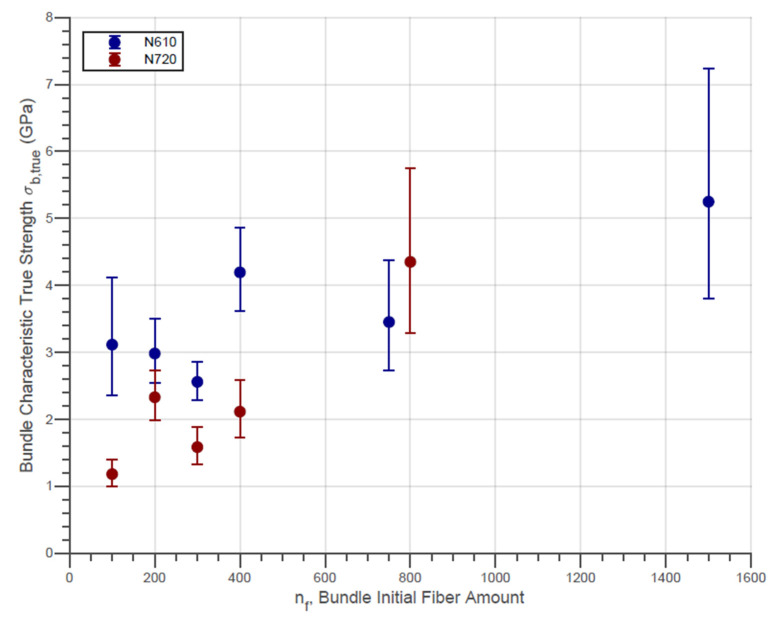 N610
N720
8
7
6
5
4
3
2
1
0
Bundle Characteristic True Strength σb,true (GPa)
0 200 400 600 800 1000 1200 1400 1600
nf, Bundle Initial Fiber Amount